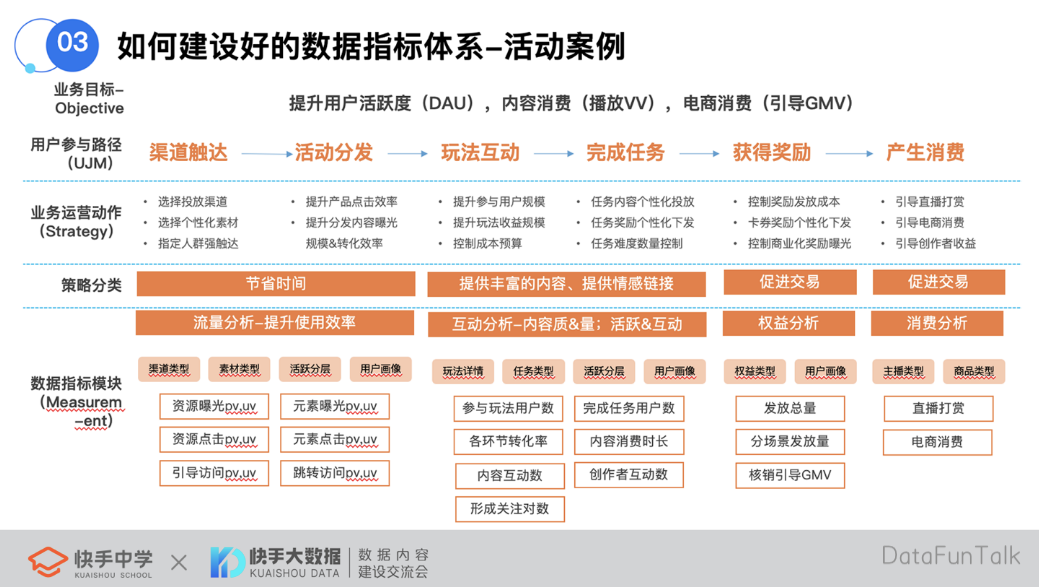 03
如何建设好的数据指标体系-活动案例
业务目标-
Objective
提升用户活跃度（DAU），内容消费（播放VV），电商消费（引导GMV）
用户参与路径
（UJM）
渠道触达
活动分发
玩法互动
完成任务
获得奖励
产生消费
业务运营动作
（Strategy）
• 选择投放渠道
• 选择个性化素材
• 指定人群强触达
• 提升产品点击效率
• 提升分发内容曝光
规模&转化效率
• 提升参与用户规模
• 提升玩法收益规模
• 控制成本预算
• 任务内容个性化投放
• 任务奖励个性化下发
• 任务难度数量控制
• 控制奖励发放成本
• 卡券奖励个性化下发
• 控制商业化奖励曝光
• 引导直播打赏
• 引导电商消费
• 引导创作者收益
策略分类
节省时间
提供丰富的内容、提供情感链接
促进交易
促进交易
流量分析-提升使用效率
互动分析-内容质&量；活跃&互动
权益分析
消费分析
数据指标模块
（Measurem
-ent）
渠道类型
素材类型
活跃分层
用户画像
玩法详情
任务类型
活跃分层
用户画像
权益类型
用户画像
主播类型
商品类型
资源曝光pv,uv
元素曝光pv,uv
资源点击pv,uv
元素点击pv,uv
引导访问pv,uv
跳转访问pv,uv
参与玩法用户数
完成任务用户数
各环节转化率
内容消费时长
内容互动数
创作者互动数
形成关注对数
发放总量
分场景发放量
核销引导GMV
直播打赏
电商消费
快手中学
KUAISHOU SCHOOL
×
快手大数据
KUAISHOU DATA
数据内容
建设交流会
DataFunTalk